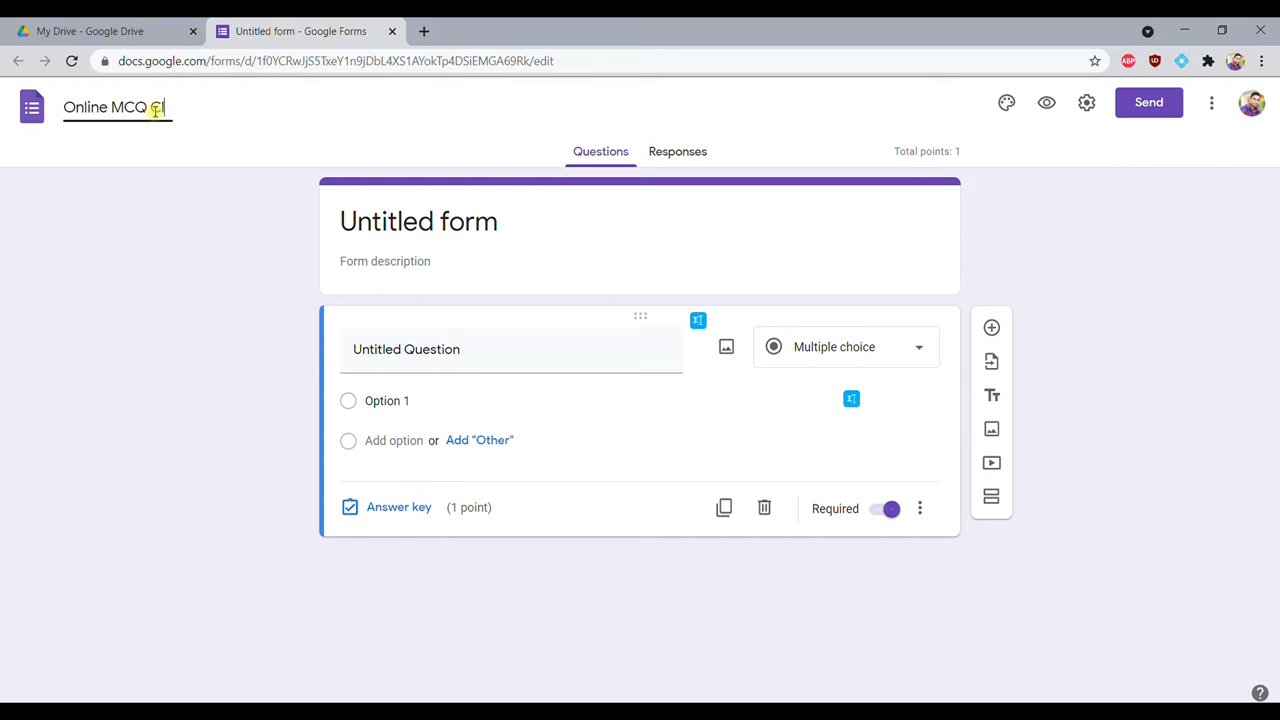 My Drive - Google Drive
Untitled form - Google Forms
docs.google.com/forms/d/1f0YCRwJjS5TxeY1n9jDbL4XS1AYokTp4DSiEMGA69Rk/edit
ABP
Online MCQ Cl
Send
Questions
Responses
Total points: 1
Untitled form
Form description
Untitled Question
Multiple choice
Option 1
Add option or Add "Other"
Answer key (1 point)
Required